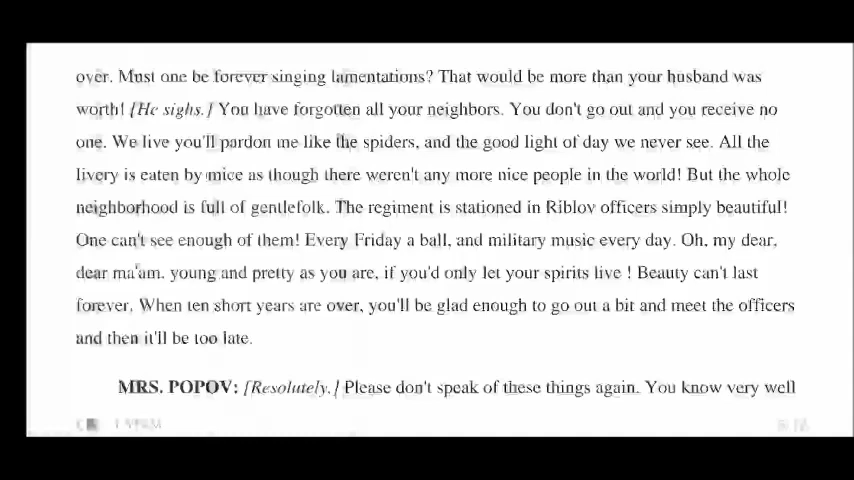 over. Must one be forever singing lamentations? That would be more than your husband was
worth! [He sighs.] You have forgotten all your neighbors. You don't go out and you receive no
one. We live you'll pardon me like the spiders, and the good light of day we never see. All the
livery is eaten by mice as though there weren't any more nice people in the world! But the whole
neighborhood is full of gentlefolk. The regiment is stationed in Riblov officers simply beautiful!
One can't see enough of them! Every Friday a ball, and military music every day. Oh, my dear,
dear ma'am. young and pretty as you are, if you'd only let your spirits live ! Beauty can't last
forever. When ten short years are over, you'll be glad enough to go out a bit and meet the officers
and then it'll be too late.
MRS. POPOV: [Resolutely.] Please don't speak of these things again. You know very well